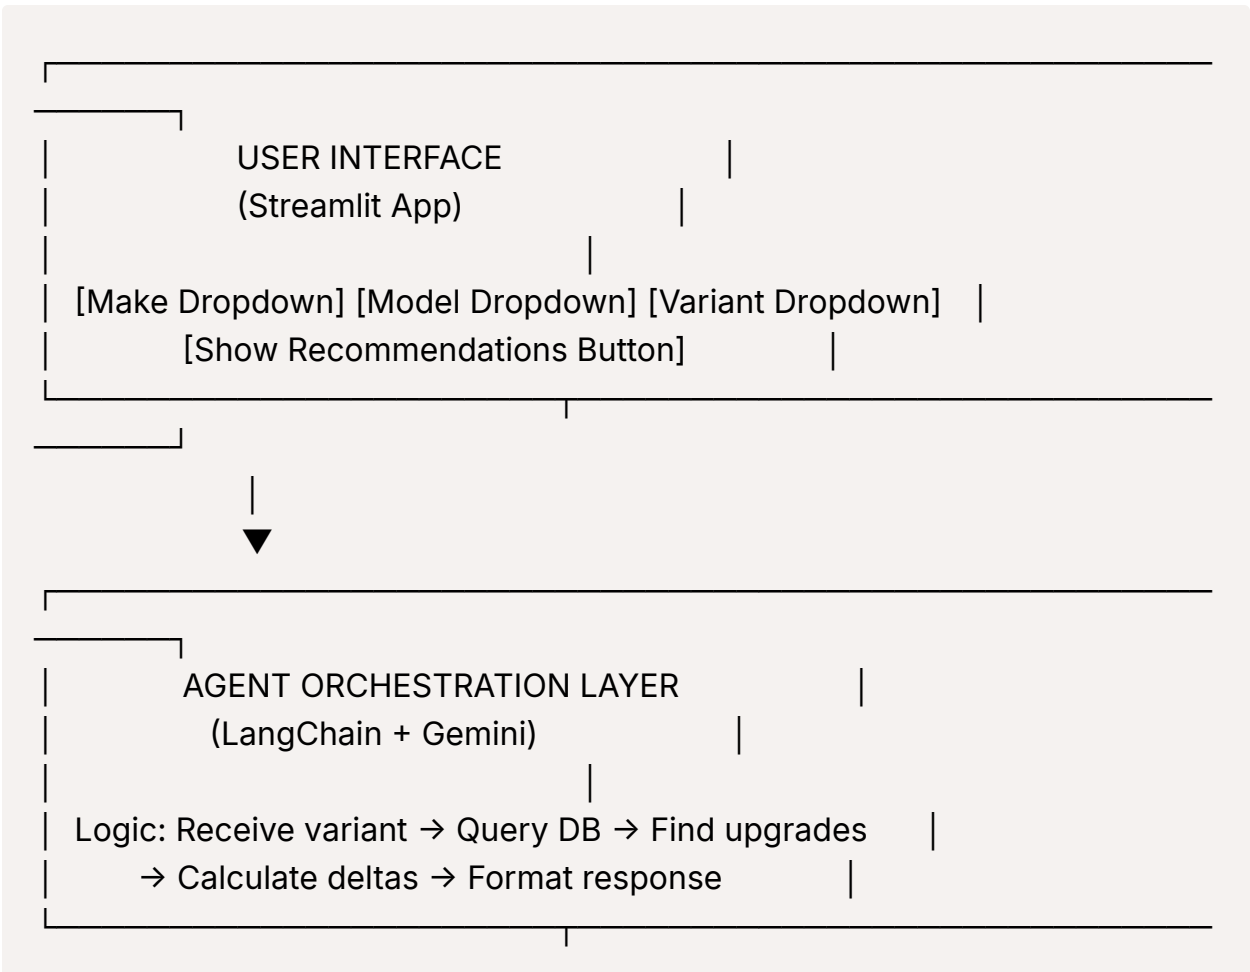 USER INTERFACE
(Streamlit App)
[Make Dropdown] [Model Dropdown] [Variant Dropdown]
[Show Recommendations Button]
▼
AGENT ORCHESTRATION LAYER
(LangChain + Gemini)
Logic: Receive variant → Query DB → Find upgrades
→ Calculate deltas → Format response